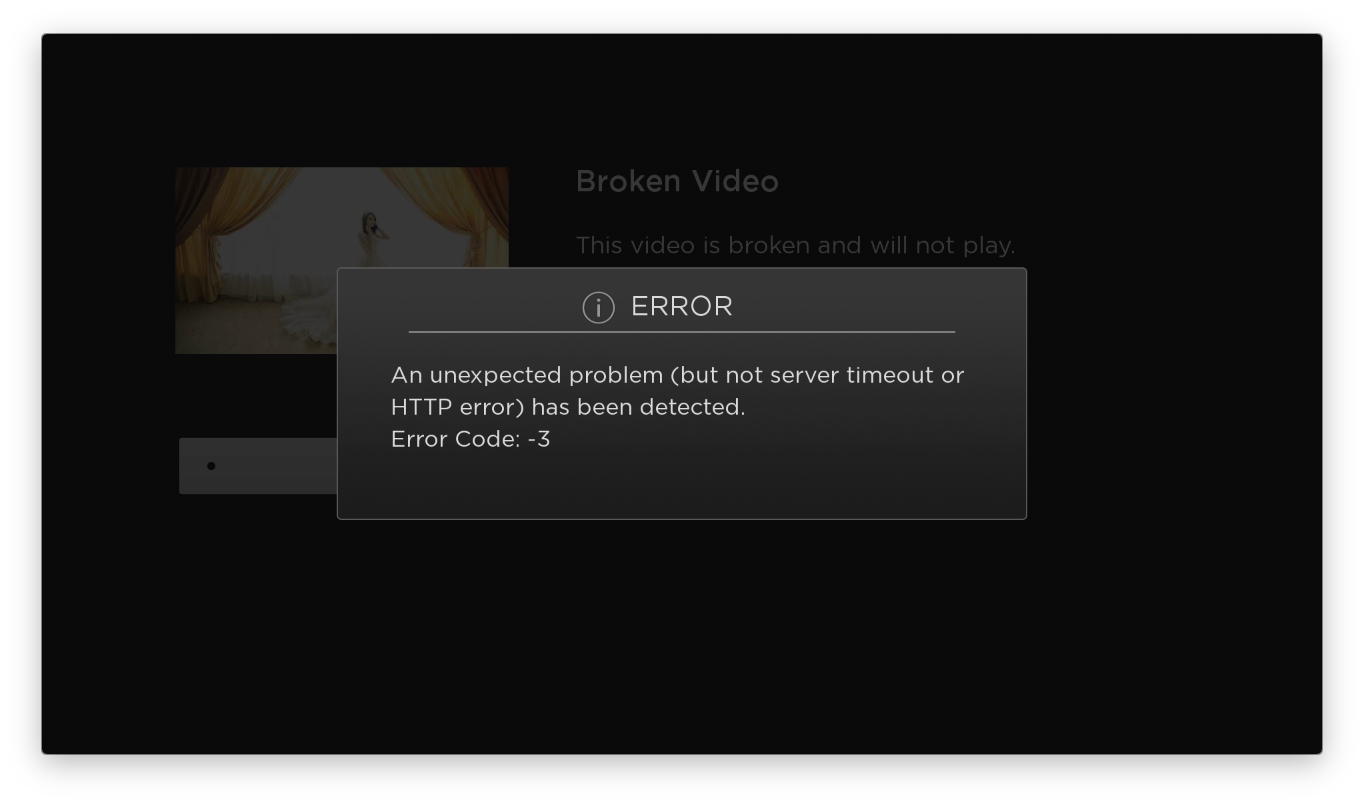 Broken Video
This video is broken and will not play.
ERROR
An unexpected problem (but not server timeout or
HTTP error) has been detected.
Error Code: -3